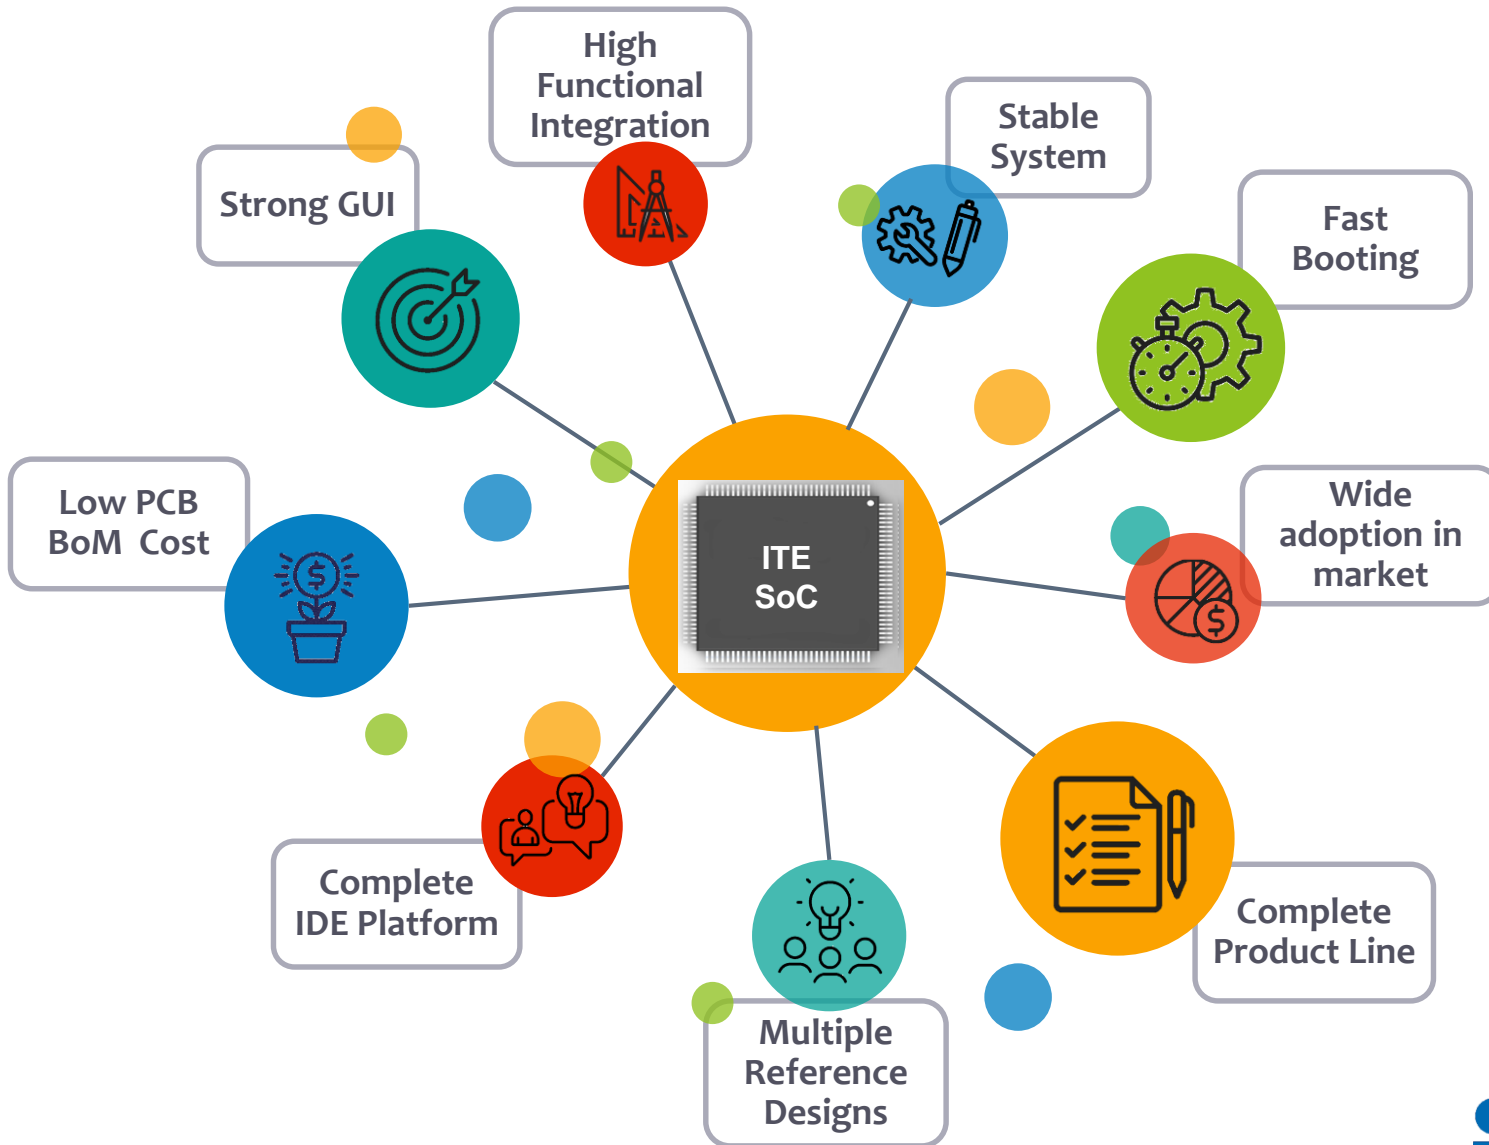 High
Functional
Integration
Stable
System
Strong GUI
Fast
Booting
Low PCB
BoM Cost
Wide
adoption in
market
ITE
SoC
Complete
IDE Platform
Complete
Product Line
Multiple
Reference
Designs